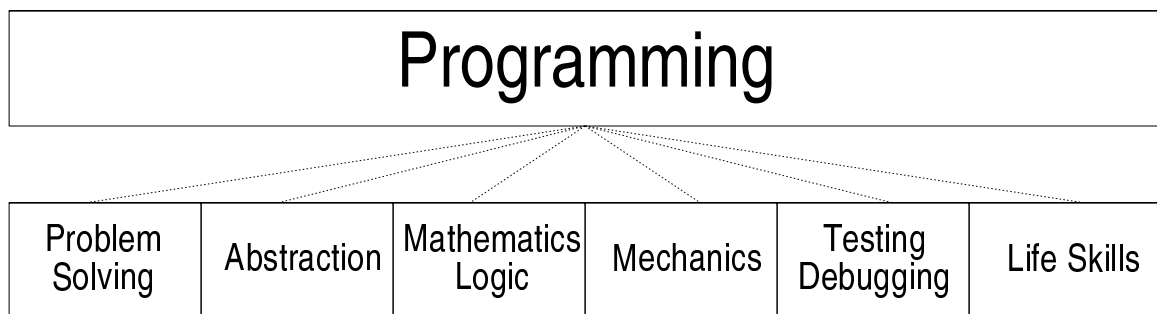 Programming
Problem
Solving
Abstraction
Mathematics
Logic
Mechanics
Testing
Debugging
Life Skills